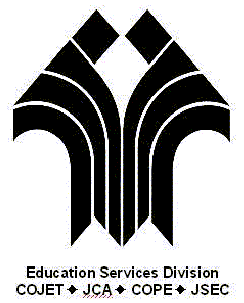 Education Services Division
COJET ◆ JCA ◆ COPE ◆ JSEC